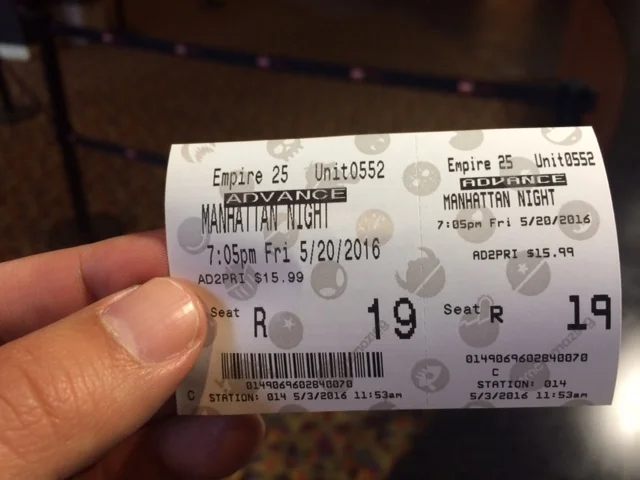 Empire 25 Unit0552
ADVANCE
MANHATTAN NIGHT
7:05pm Fri 5/20/2016
AD2PRI $15.99
Seat R 19
0149069602840070
C STATION: 014 5/3/2016 11:53am
Empire 25 Unit0552
ADVANCE
MANHATTAN NIGHT
7:05pm Fri 5/20/2016
AD2PRI $15.99
Seat R 19
0149069602840070
C
STATION: 014
5/3/2016 11:53am